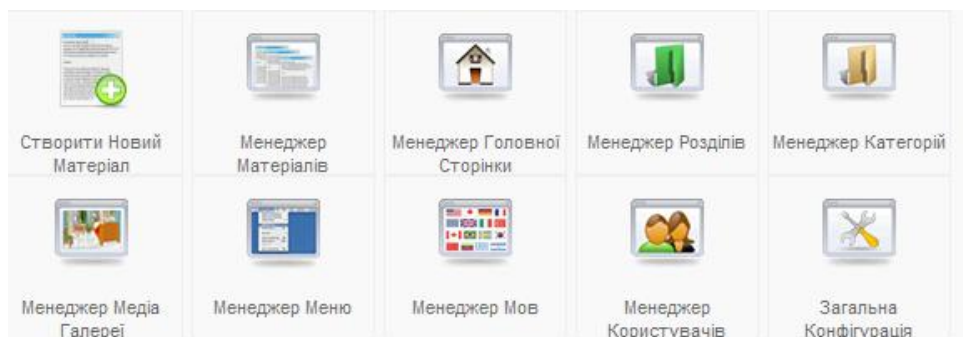 Створити Новий
Матеріал
Менеджер
Матеріалів
Менеджер Головної
Сторінки
Менеджер Розділів
Менеджер Категорій
Менеджер Медіа
Галереї
Менеджер Меню
Менеджер Мов
Менеджер
Користувачів
Загальна
Конфігурація